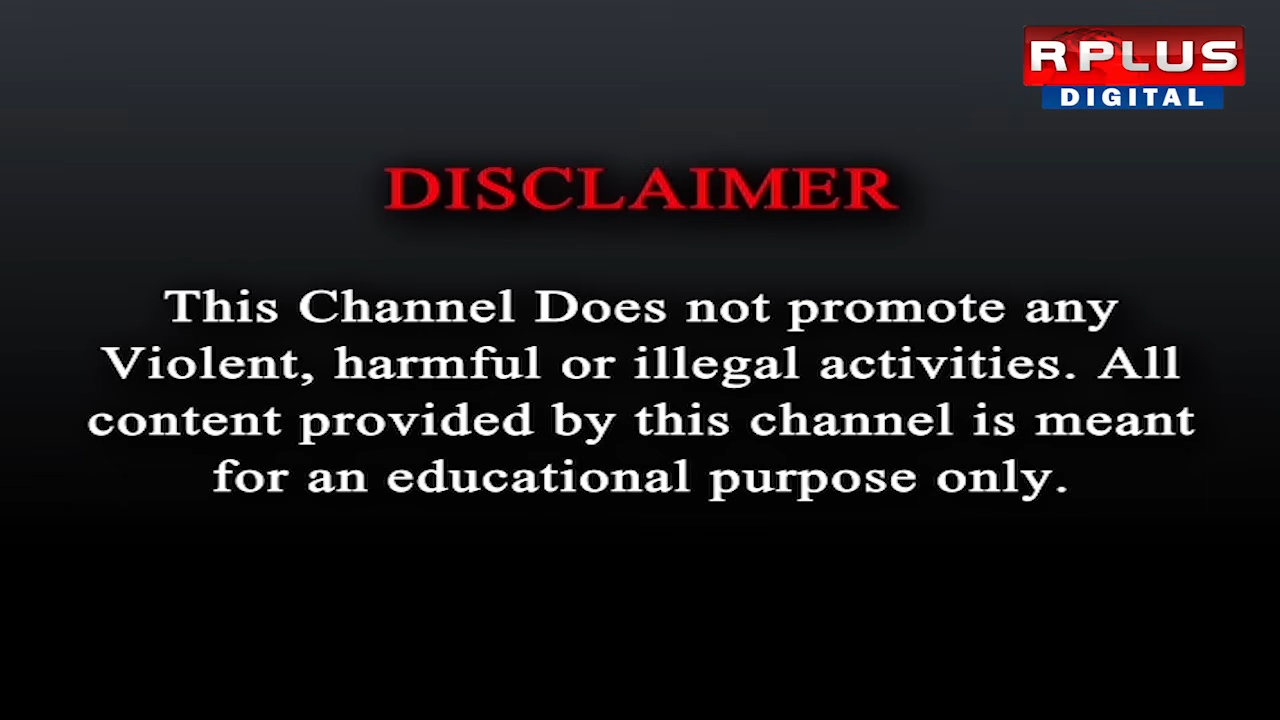 RPLUS
DIGITAL
DISCLAIMER
This Channel Does not promote any
Violent, harmful or illegal activities. All
content provided by this channel is meant
for an educational purpose only.